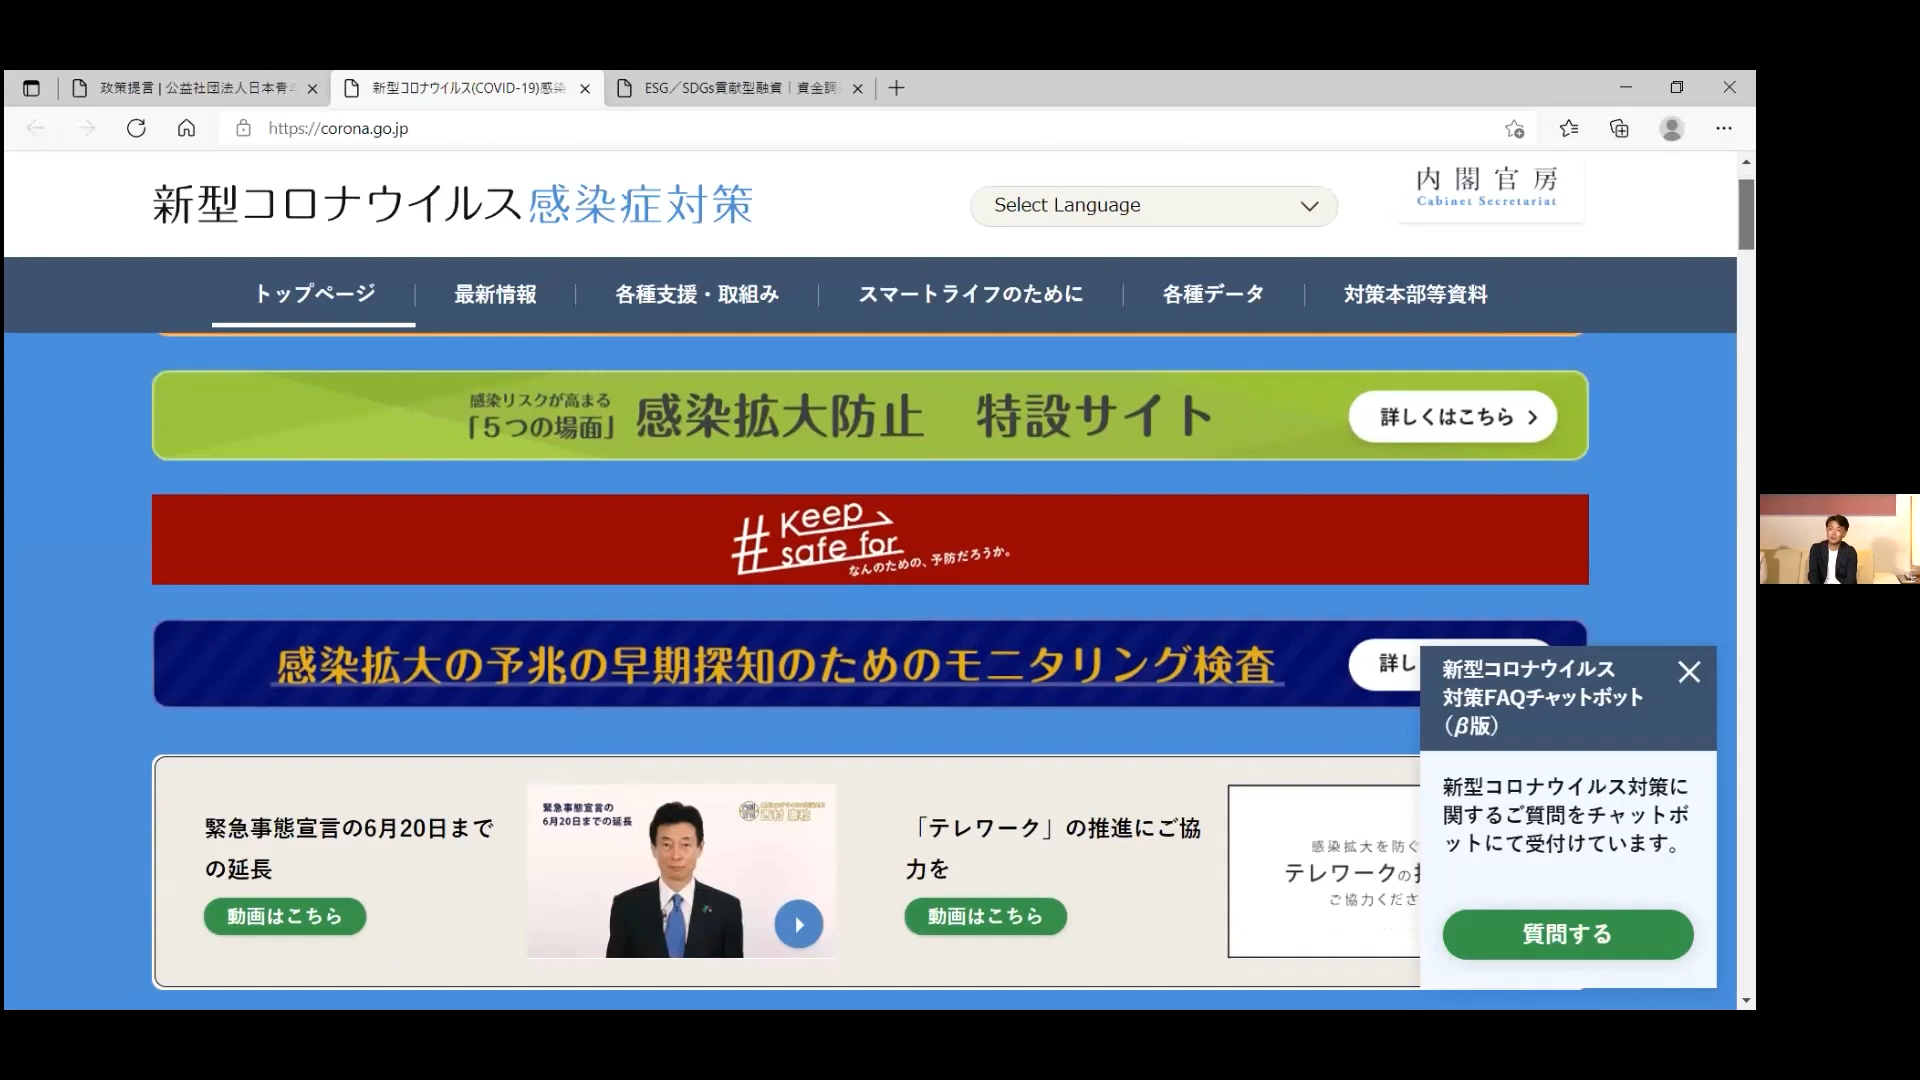 政策提言 | 公益社団法人日本青
新型コロナウイルス(COVID-19)感染
ESG／SDGs貢献型融資｜資金調
https://corona.go.jp
新型コロナウイルス感染症対策
Select Language
内閣官房
Cabinet Secretariat
トップページ
最新情報
各種支援・取組み
スマートライフのために
各種データ
対策本部等資料
感染リスクが高まる
「5つの場面」
感染拡大防止　特設サイト
詳しくはこちら
#Keep
safe for
なんのための、予防だろうか。
感染拡大の予兆の早期探知のためのモニタリング検査
詳し
緊急事態宣言の6月20日まで
の延長
動画はこちら
緊急事態宣言の
6月20日までの延長
西村 康稔
「テレワーク」の推進にご協
力を
動画はこちら
感染拡大を防ぐ
テレワークの
ご協力くださ
新型コロナウイルス
対策FAQチャットボット
（β版）
新型コロナウイルス対策に
関するご質問をチャットボ
ットにて受付けています。
質問する